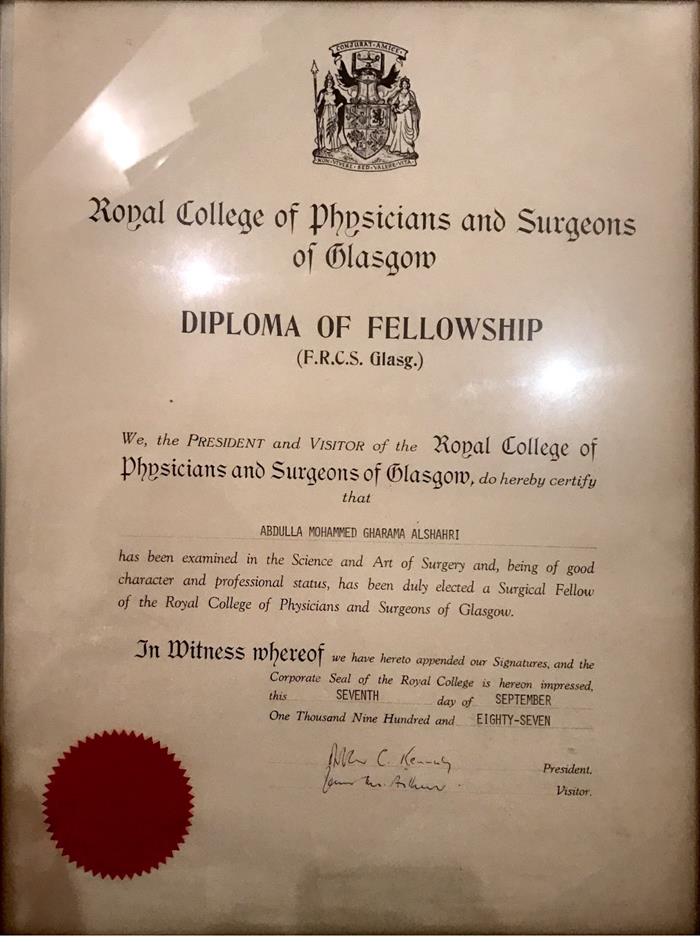 CONJURAT AMICE
NON VIVERE SED VALERE VITA
Royal College of Physicians and Surgeons
of Glasgow
DIPLOMA OF FELLOWSHIP
(F.R.C.S. Glasg.)
We, the PRESIDENT and VISITOR of the Royal College of
Physicians and Surgeons of Glasgow, do hereby certify
that
ABDULLA MOHAMMED GHARAMA ALSHAHRI
has been examined in the Science and Art of Surgery and, being of good
character and professional status, has been duly elected a Surgical Fellow
of the Royal College of Physicians and Surgeons of Glasgow.
In Witness whereof we have hereto appended our Signatures, and the
Corporate Seal of the Royal College is hereon impressed,
this SEVENTH day of SEPTEMBER
One Thousand Nine Hundred and EIGHTY-SEVEN
C. Kennedy President.
Visitor.